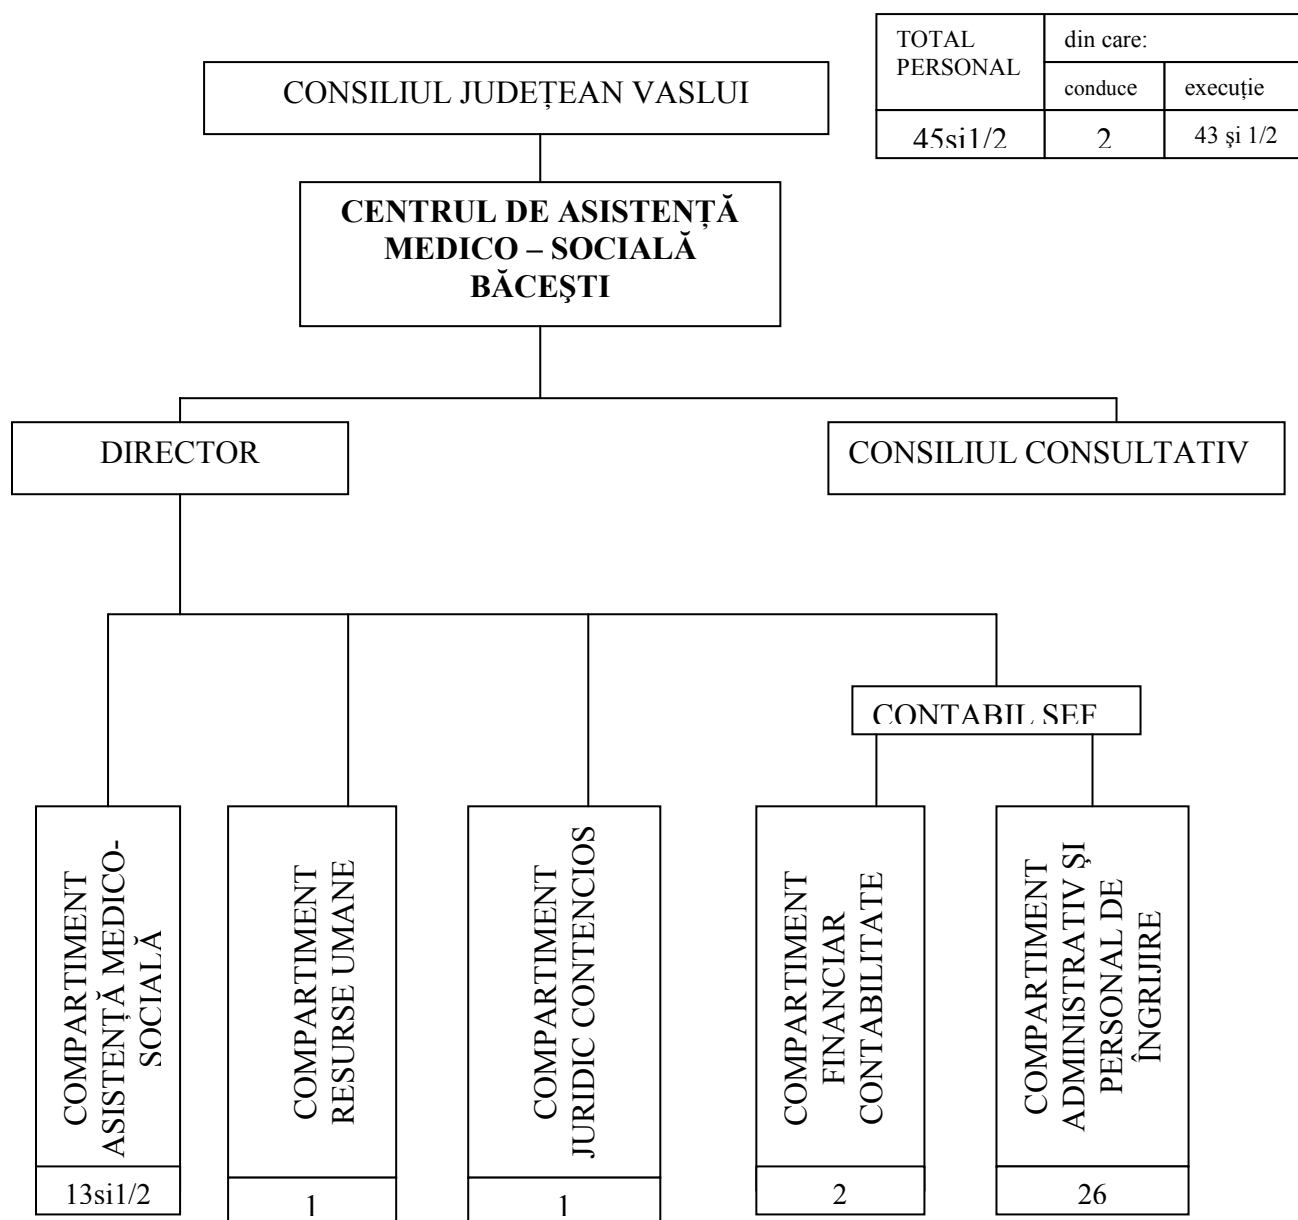 TOTAL
PERSONAL
din care:
conduce
execuție
45si1/2
2
43 şi 1/2
CONSILIUL JUDEȚEAN VASLUI
CENTRUL DE ASISTENȚĂ
MEDICO – SOCIALĂ
BĂCEŞTI
DIRECTOR
CONSILIUL CONSULTATIV
CONTABIL SEF
COMPARTIMENT
ASISTENȚĂ MEDICO-
SOCIALĂ
13si1/2
COMPARTIMENT
RESURSE UMANE
1
COMPARTIMENT
JURIDIC CONTENCIOS
1
COMPARTIMENT
FINANCIAR
CONTABILITATE
2
COMPARTIMENT
ADMINISTRATIV ŞI
PERSONAL DE
ÎNGRIJIRE
26